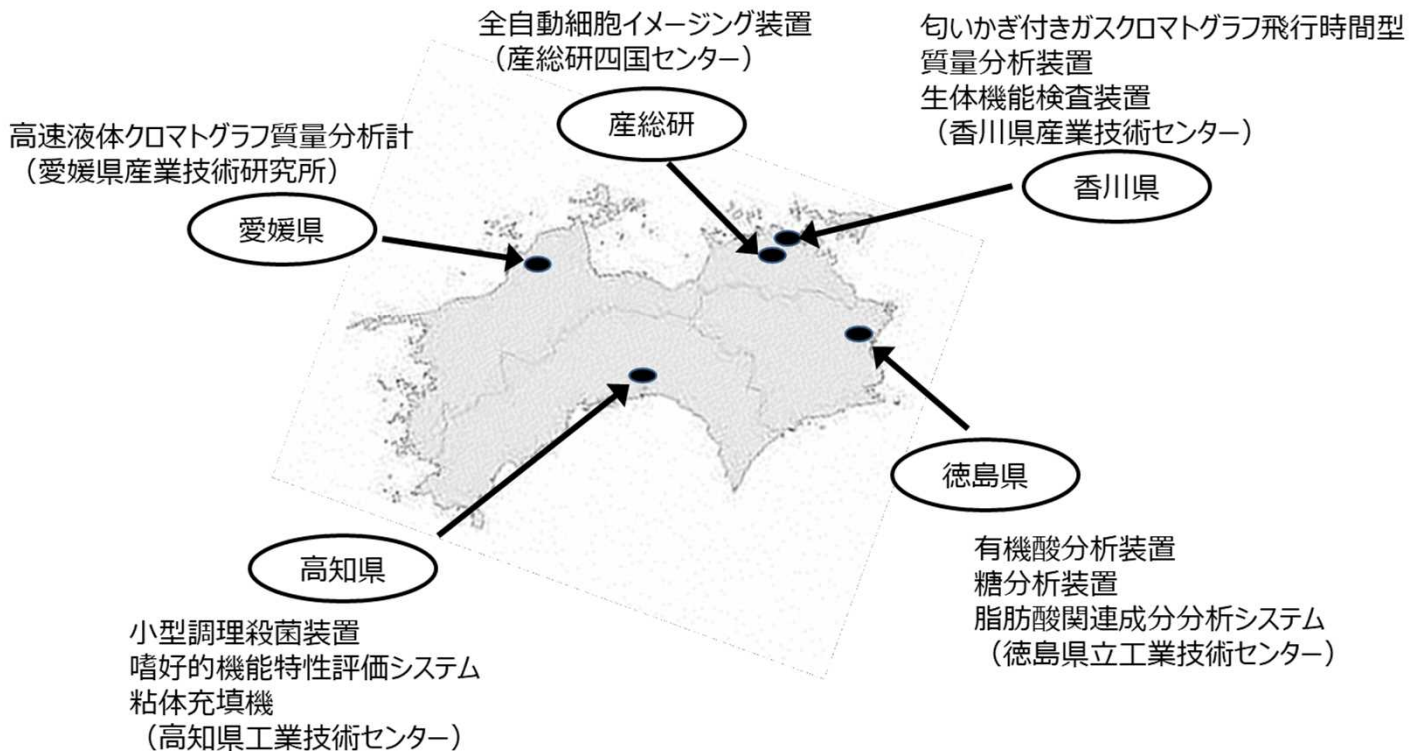 全自動細胞イメージング装置
(産総研四国センター)
産総研
匂いかぎ付きガスクロマトグラフ飛行時間型
質量分析装置
生体機能検査装置
(香川県産業技術センター)
香川県
高速液体クロマトグラフ質量分析計
(愛媛県産業技術研究所)
愛媛県
徳島県
有機酸分析装置
糖分析装置
脂肪酸関連成分分析システム
(徳島県立工業技術センター)
高知県
小型調理殺菌装置
嗜好的機能特性評価システム
粘体充填機
(高知県工業技術センター)